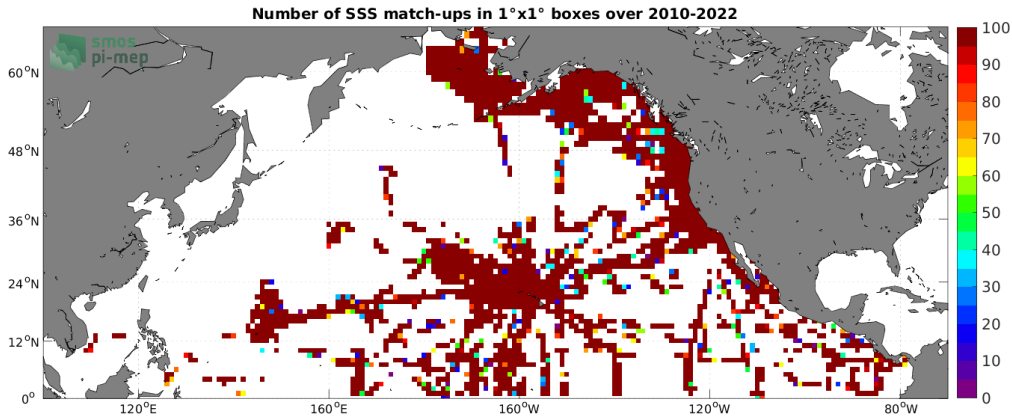 Number of SSS match-ups in 1°x1° boxes over 2010-2022
smos
pi-mep
60°N
48°N
36°N
24°N
12°N
0°
120°E
160°E
160°W
120°W
80°W
100
90
80
70
60
50
40
30
20
10
0